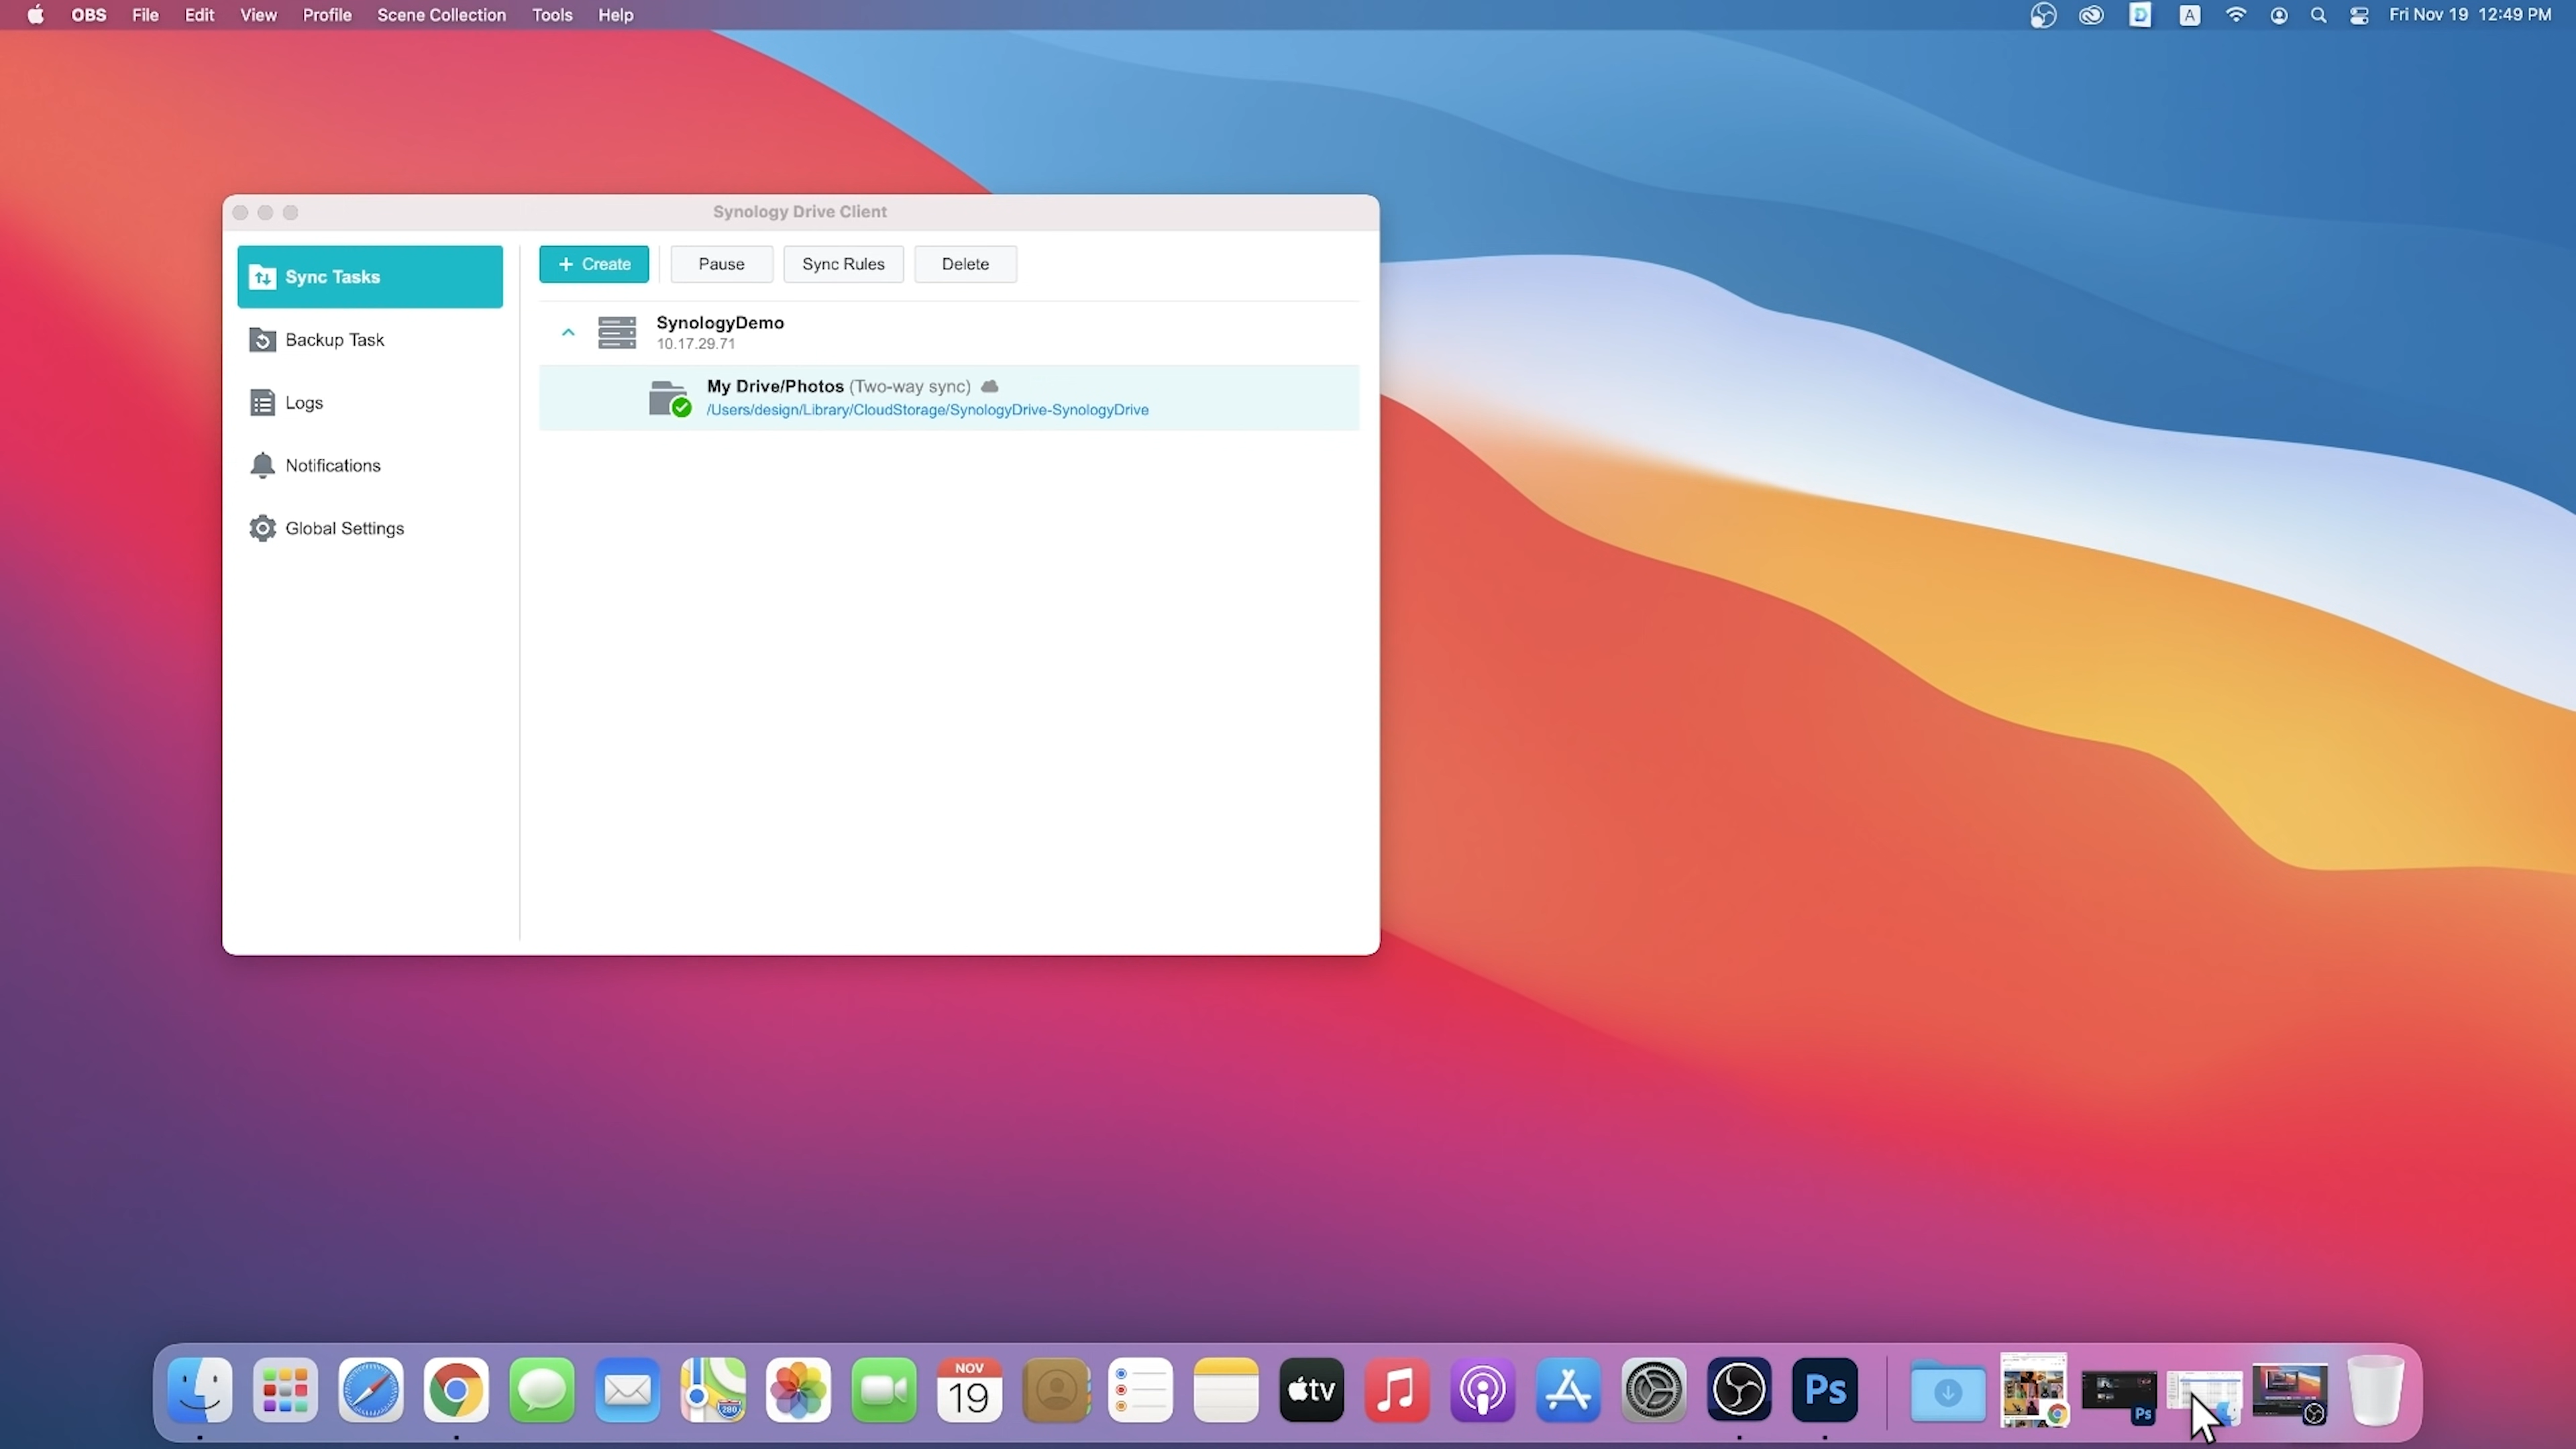 OBS File Edit View Profile Scene Collection Tools Help
A Fri Nov 19 12:49 PM
Synology Drive Client
Sync Tasks
Backup Task
Logs
Notifications
Global Settings
+ Create Pause Sync Rules Delete
SynologyDemo
10.17.29.71
My Drive/Photos (Two-way sync)
/Users/design/Library/CloudStorage/SynologyDrive-SynologyDrive
NOV
19
280
tv
Ps
Ps